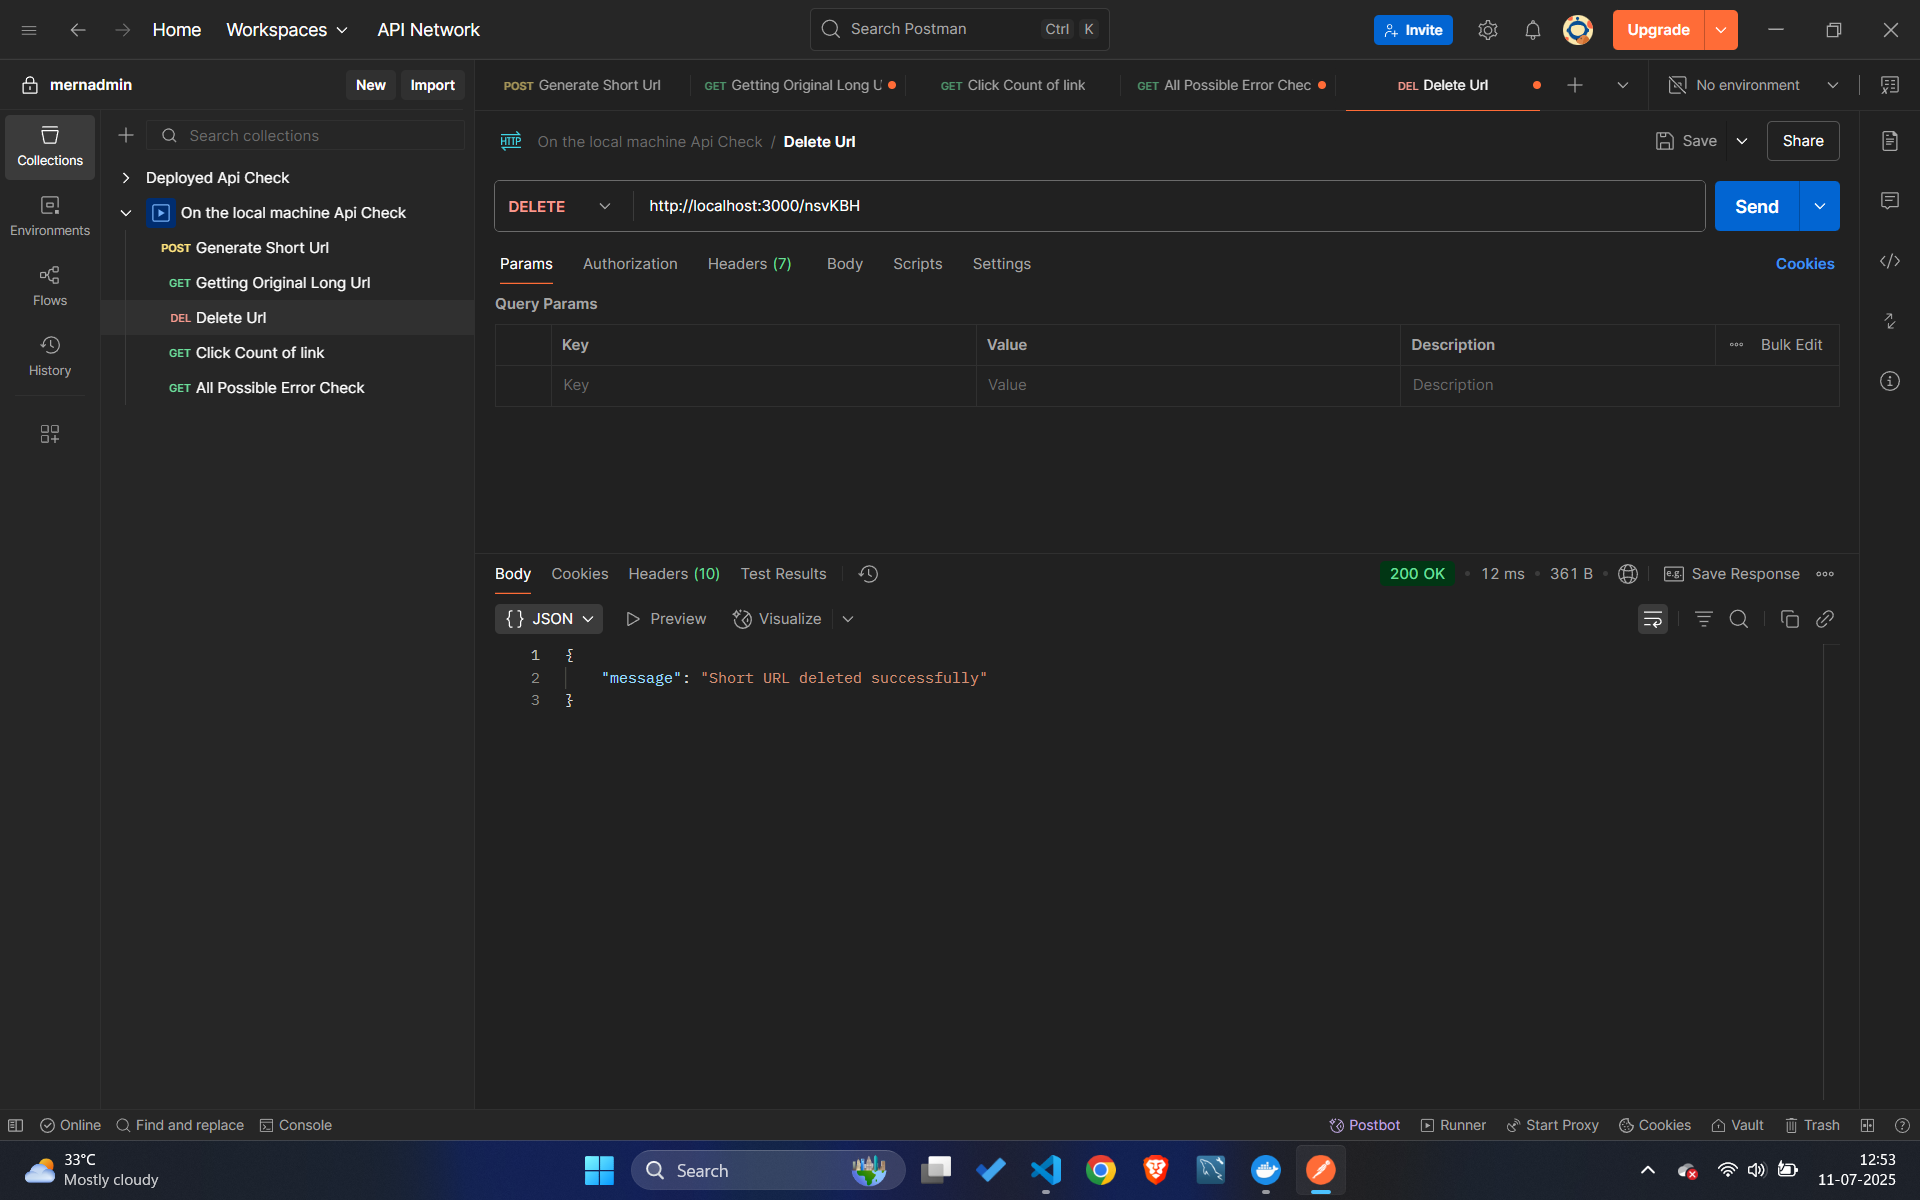 Home Workspaces API Network Search Postman Ctrl K Invite Upgrade
mernadmin New Import
POST Generate Short Url GET Getting Original Long U GET Click Count of link GET All Possible Error Chec DEL Delete Url No environment
Collections
Environments
Flows
History
Search collections
Deployed Api Check
On the local machine Api Check
POST Generate Short Url
GET Getting Original Long Url
DEL Delete Url
GET Click Count of link
GET All Possible Error Check
HTTP On the local machine Api Check / Delete Url Save Share
DELETE http://localhost:3000/nsvKBH Send
Params Authorization Headers (7) Body Scripts Settings Cookies
Query Params
Key Value Description Bulk Edit
Key Value Description
Body Cookies Headers (10) Test Results 200 OK • 12 ms • 361 B • e.g. Save Response
{} JSON Preview Visualize
1 {
2 "message": "Short URL deleted successfully"
3 }
Online Find and replace Console Postbot Runner Start Proxy Cookies Vault Trash
33°C
Mostly cloudy
Search
12:53
11-07-2025